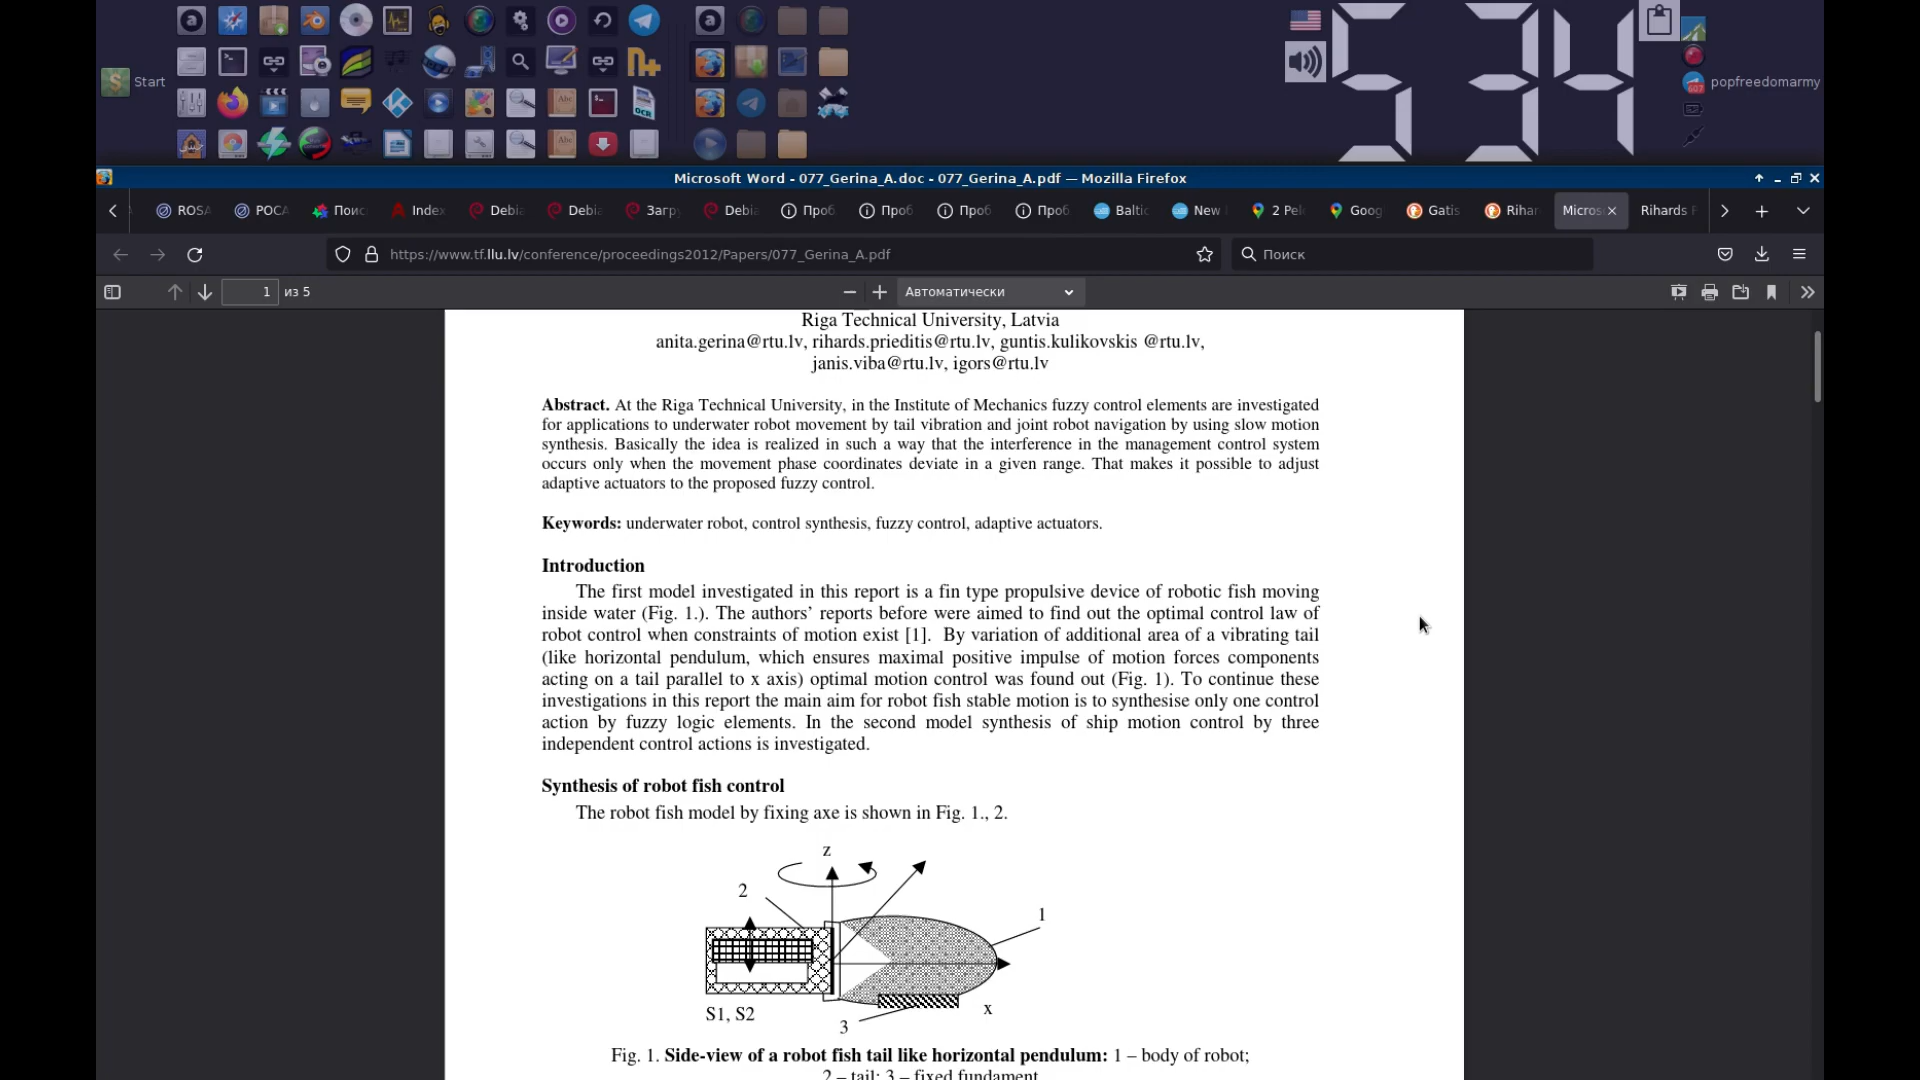 Start
534
popfreedomarmy
Microsoft Word - 077_Gerina_A.doc - 077_Gerina_A.pdf — Mozilla Firefox
ROSA POCA Поиск Index Debia Debia Загру Debia Проб Проб Проб Проб Baltic New 2 Pele Goog Gatis Rihar Micros Rihards P
https://www.tf.llu.lv/conference/proceedings2012/Papers/077_Gerina_A.pdf Поиск
1 из 5 Автоматически
Riga Technical University, Latvia
anita.gerina@rtu.lv, rihards.prieditis@rtu.lv, guntis.kulikovskis @rtu.lv,
janis.viba@rtu.lv, igors@rtu.lv
Abstract. At the Riga Technical University, in the Institute of Mechanics fuzzy control elements are investigated
for applications to underwater robot movement by tail vibration and joint robot navigation by using slow motion
synthesis. Basically the idea is realized in such a way that the interference in the management control system
occurs only when the movement phase coordinates deviate in a given range. That makes it possible to adjust
adaptive actuators to the proposed fuzzy control.
Keywords: underwater robot, control synthesis, fuzzy control, adaptive actuators.
Introduction
The first model investigated in this report is a fin type propulsive device of robotic fish moving
inside water (Fig. 1.). The authors’ reports before were aimed to find out the optimal control law of
robot control when constraints of motion exist [1]. By variation of additional area of a vibrating tail
(like horizontal pendulum, which ensures maximal positive impulse of motion forces components
acting on a tail parallel to x axis) optimal motion control was found out (Fig. 1). To continue these
investigations in this report the main aim for robot fish stable motion is to synthesise only one control
action by fuzzy logic elements. In the second model synthesis of ship motion control by three
independent control actions is investigated.
Synthesis of robot fish control
The robot fish model by fixing axe is shown in Fig. 1., 2.
z
2
1
S1, S2
x
3
Fig. 1. Side-view of a robot fish tail like horizontal pendulum: 1 – body of robot;
2 – tail; 3 – fixed fundament